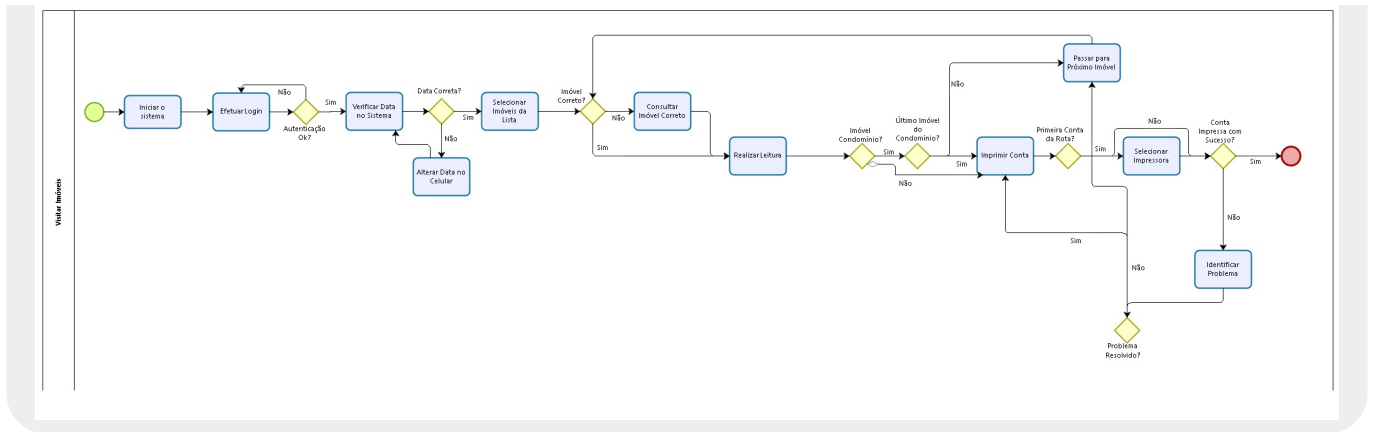 Visitar Imóveis
Iniciar o
sistema
Efetuar Login
Não
Autenticação
Ok?
Sim
Verificar Data
no Sistema
Data Correta?
Sim
Não
Alterar Data no
Celular
Selecionar
Imóveis da
Lista
Imóvel
Correto?
Não
Sim
Consultar
Imóvel Correto
Realizar Leitura
Imóvel
Condomínio?
Sim
Não
Último Imóvel
do
Condomínio?
Não
Sim
Passar para
Próximo Imóvel
Imprimir Conta
Primeira Conta
da Rota?
Sim
Não
Selecionar
Impressora
Conta
Impressa com
Sucesso?
Sim
Não
Identificar
Problema
Sim
Não
Problema
Resolvido?